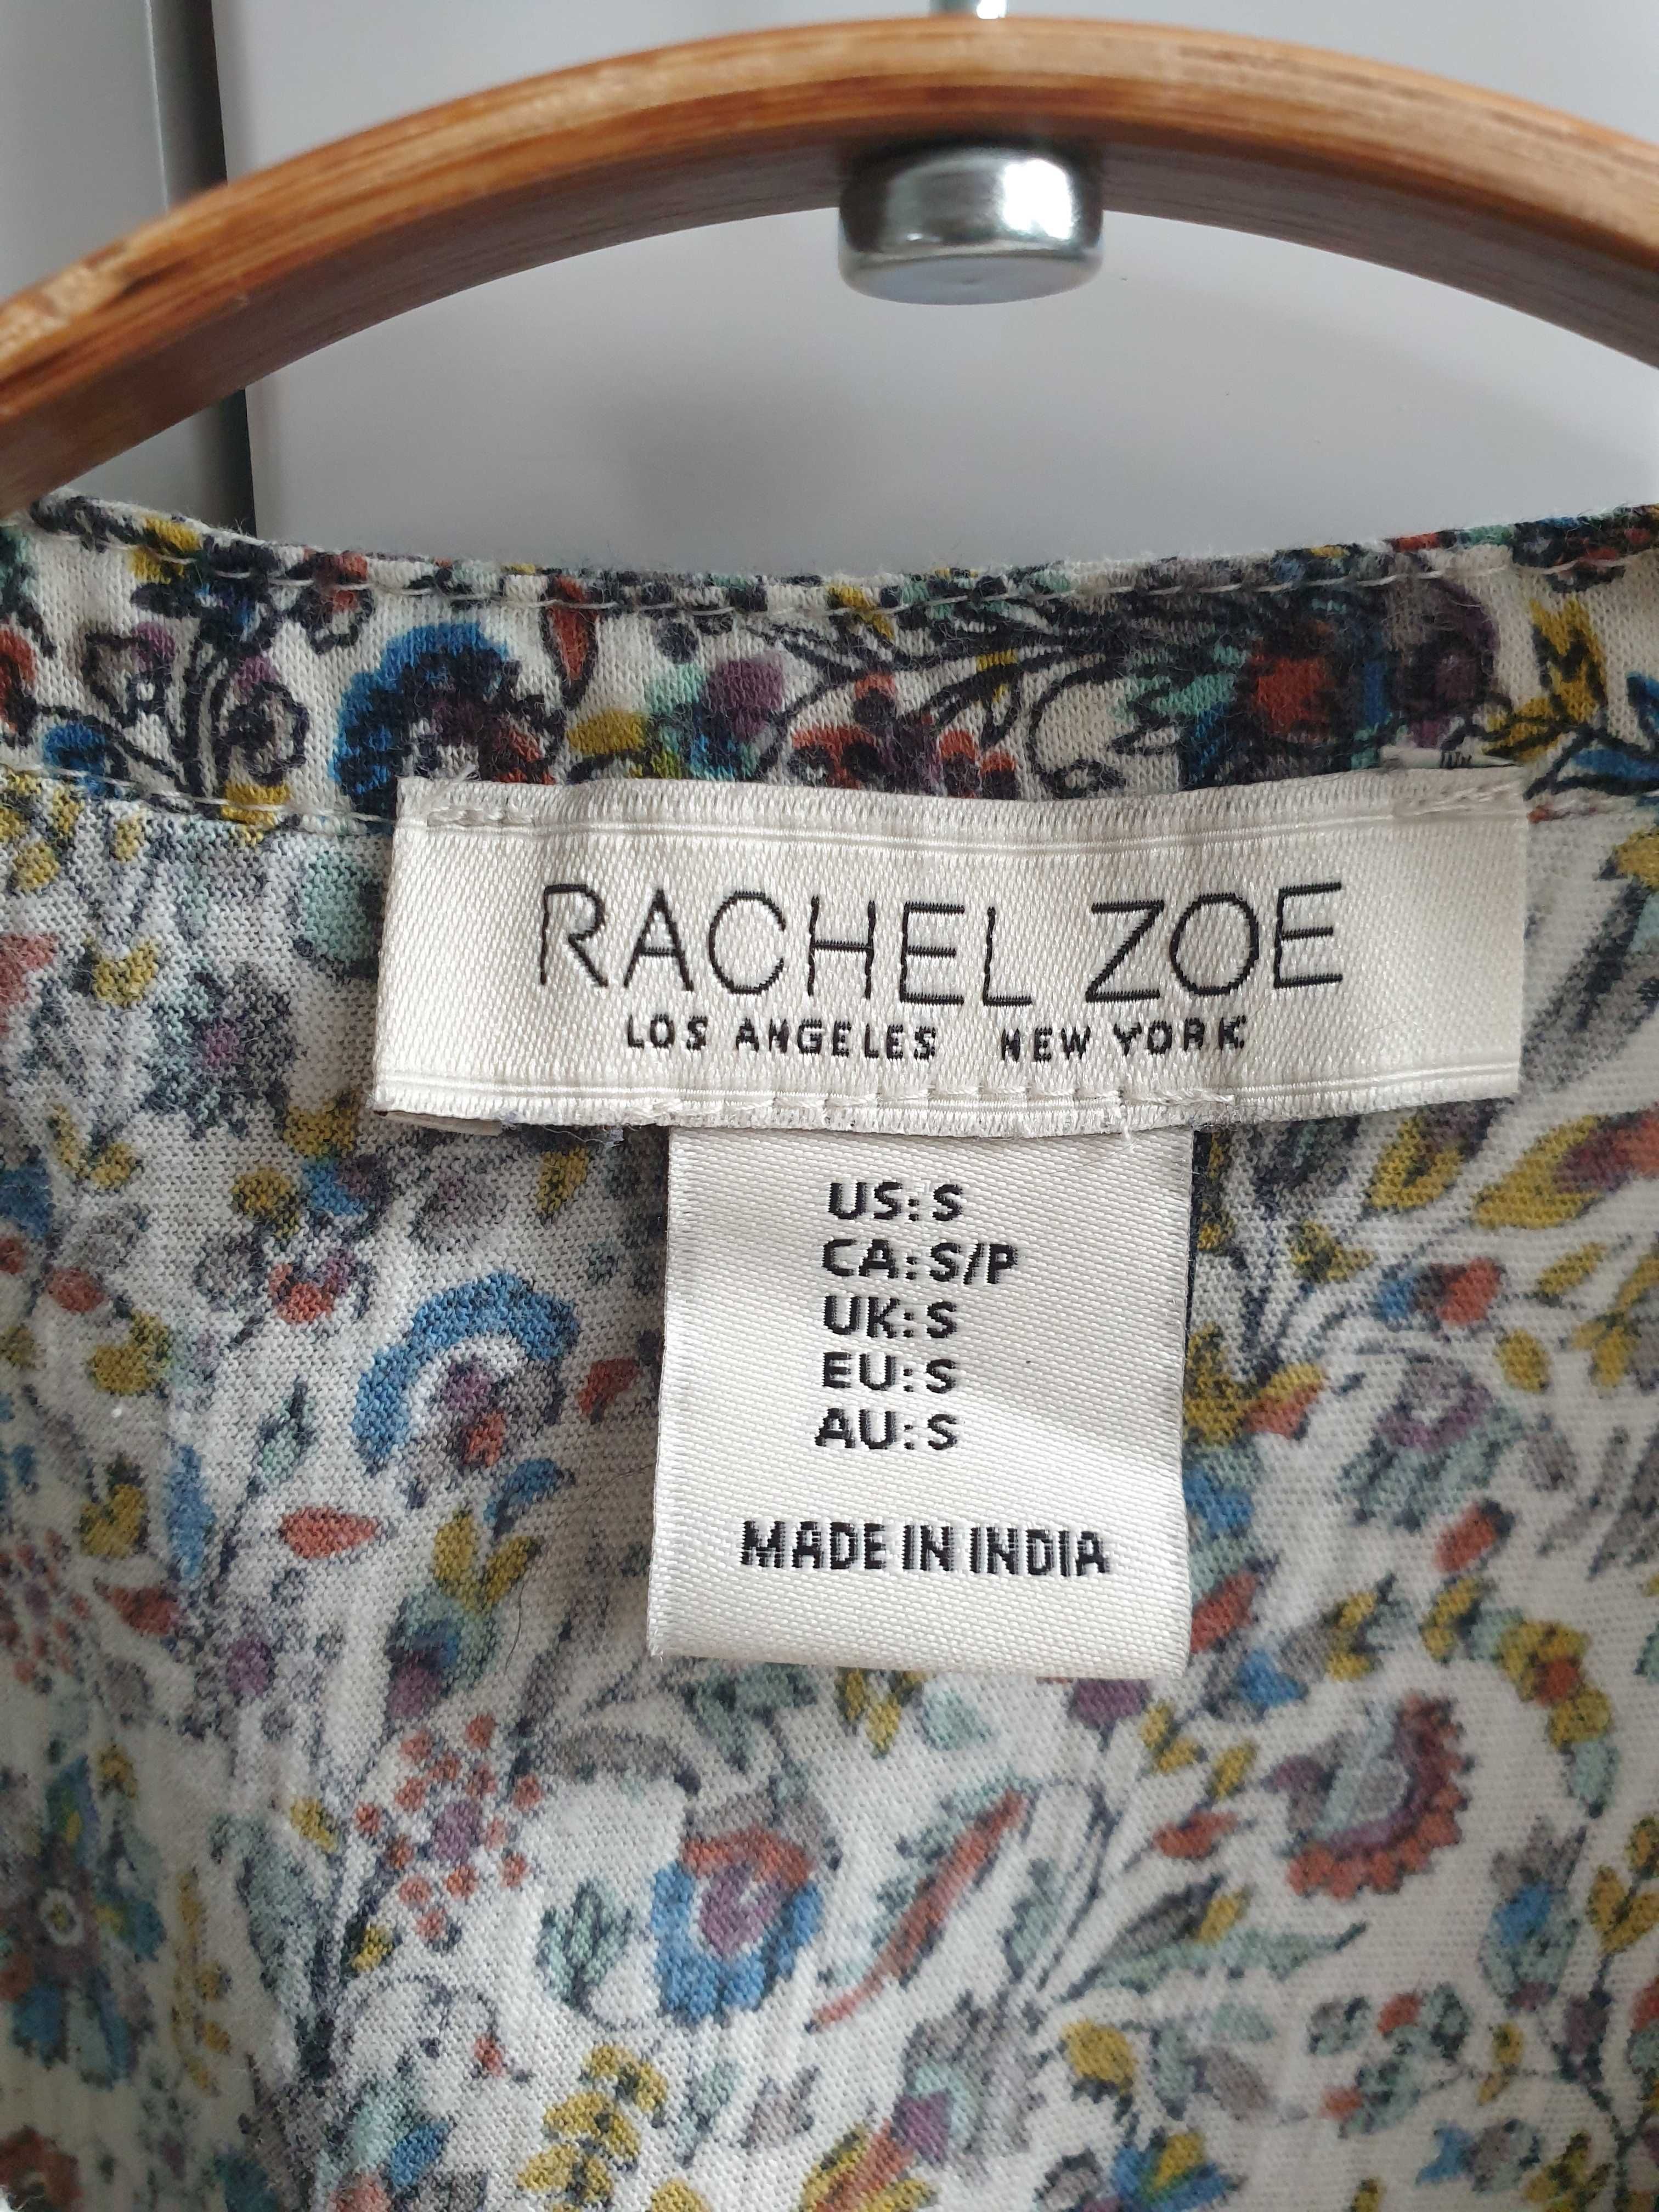 RACHEL ZOE
LOS ANGELES NEW YORK
US: S
CA: S/P
UK: S
EU: S
AU: S
MADE IN INDIA